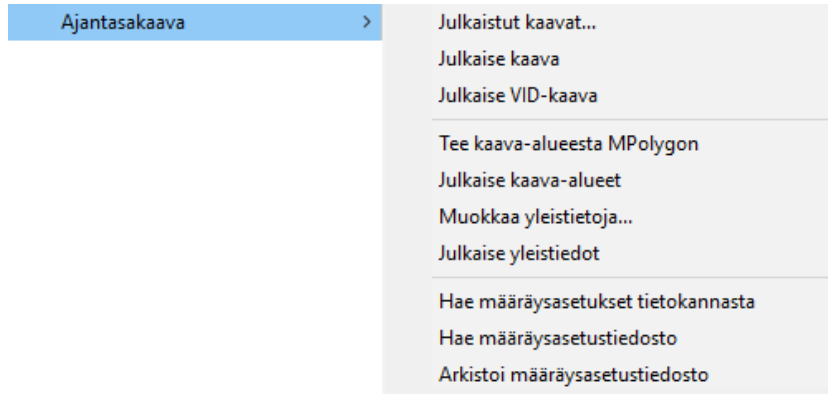 Ajantasakaava
Julkaistut kaavat...
Julkaise kaava
Julkaise VID-kaava
Tee kaava-alueesta MPolygon
Julkaise kaava-alueet
Muokkaa yleistietoja...
Julkaise yleistiedot
Hae määräysasetukset tietokannasta
Hae määräysasetustiedosto
Arkistoi määräysasetustiedosto